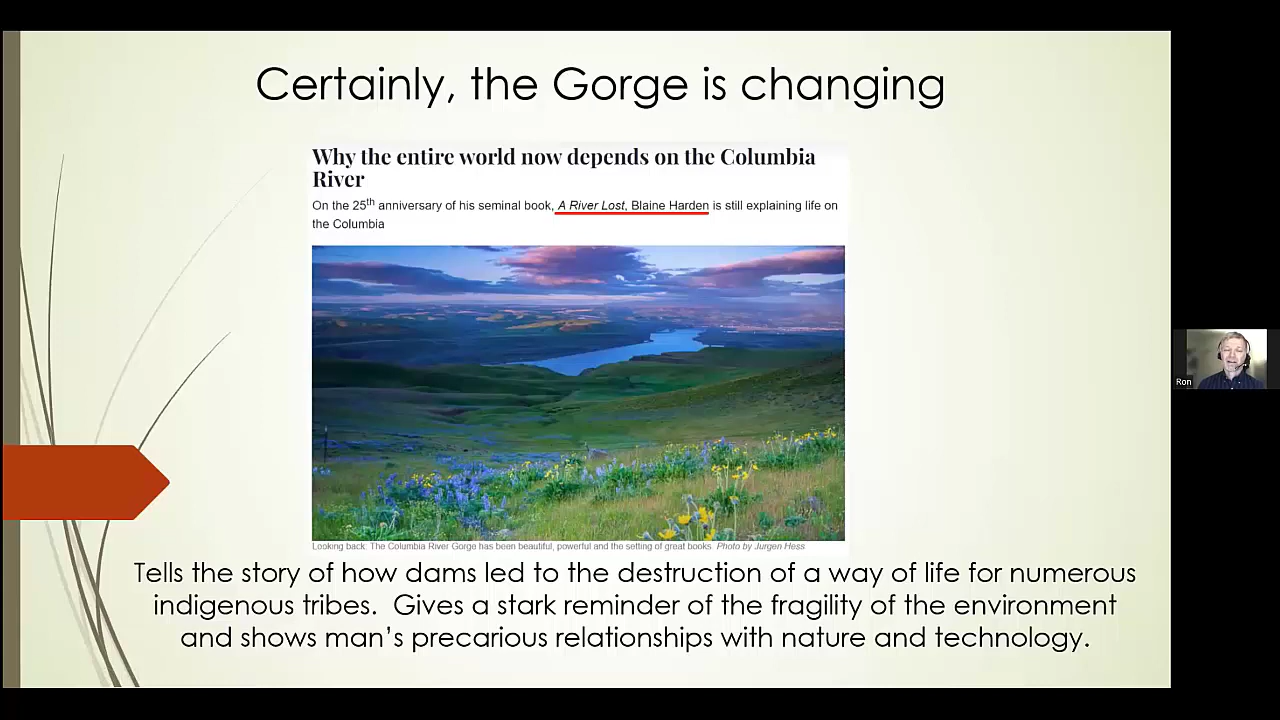 Certainly, the Gorge is changing
Why the entire world now depends on the Columbia
River
On the 25th anniversary of his seminal book, A River Lost, Blaine Harden is still explaining life on
the Columbia
Looking back: The Columbia River Gorge has been beautiful, powerful and the setting of great books. Photo by Jurgen Hess
Tells the story of how dams led to the destruction of a way of life for numerous
indigenous tribes.  Gives a stark reminder of the fragility of the environment
and shows man’s precarious relationships with nature and technology.
Ron